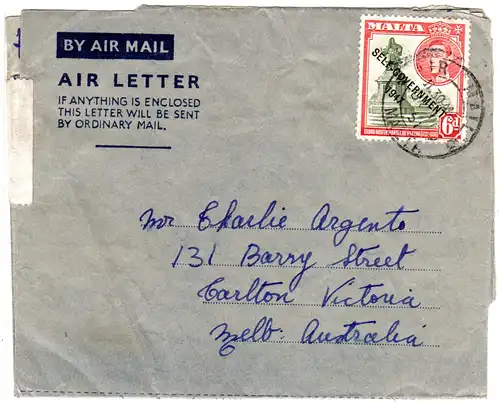 BY AIR MAIL
AIR LETTER
IF ANYTHING IS ENCLOSED
THIS LETTER WILL BE SENT
BY ORDINARY MAIL.
MALTA
SELF-GOVERNMENT
1947
6d
Mr Charlie Argento
131 Barry Street
Carlton Victoria
Melb. Australia